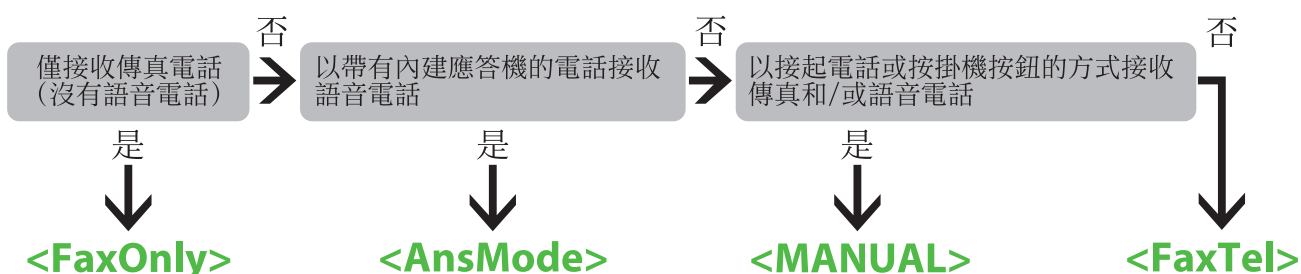 否
否
否
僅接收傳真電話
（沒有語音電話）
以帶有內建應答機的電話接收
語音電話
以接起電話或按掛機按鈕的方式接收
傳真和/或語音電話
是
是
是
<FaxOnly>
<AnsMode>
<MANUAL>
<FaxTel>